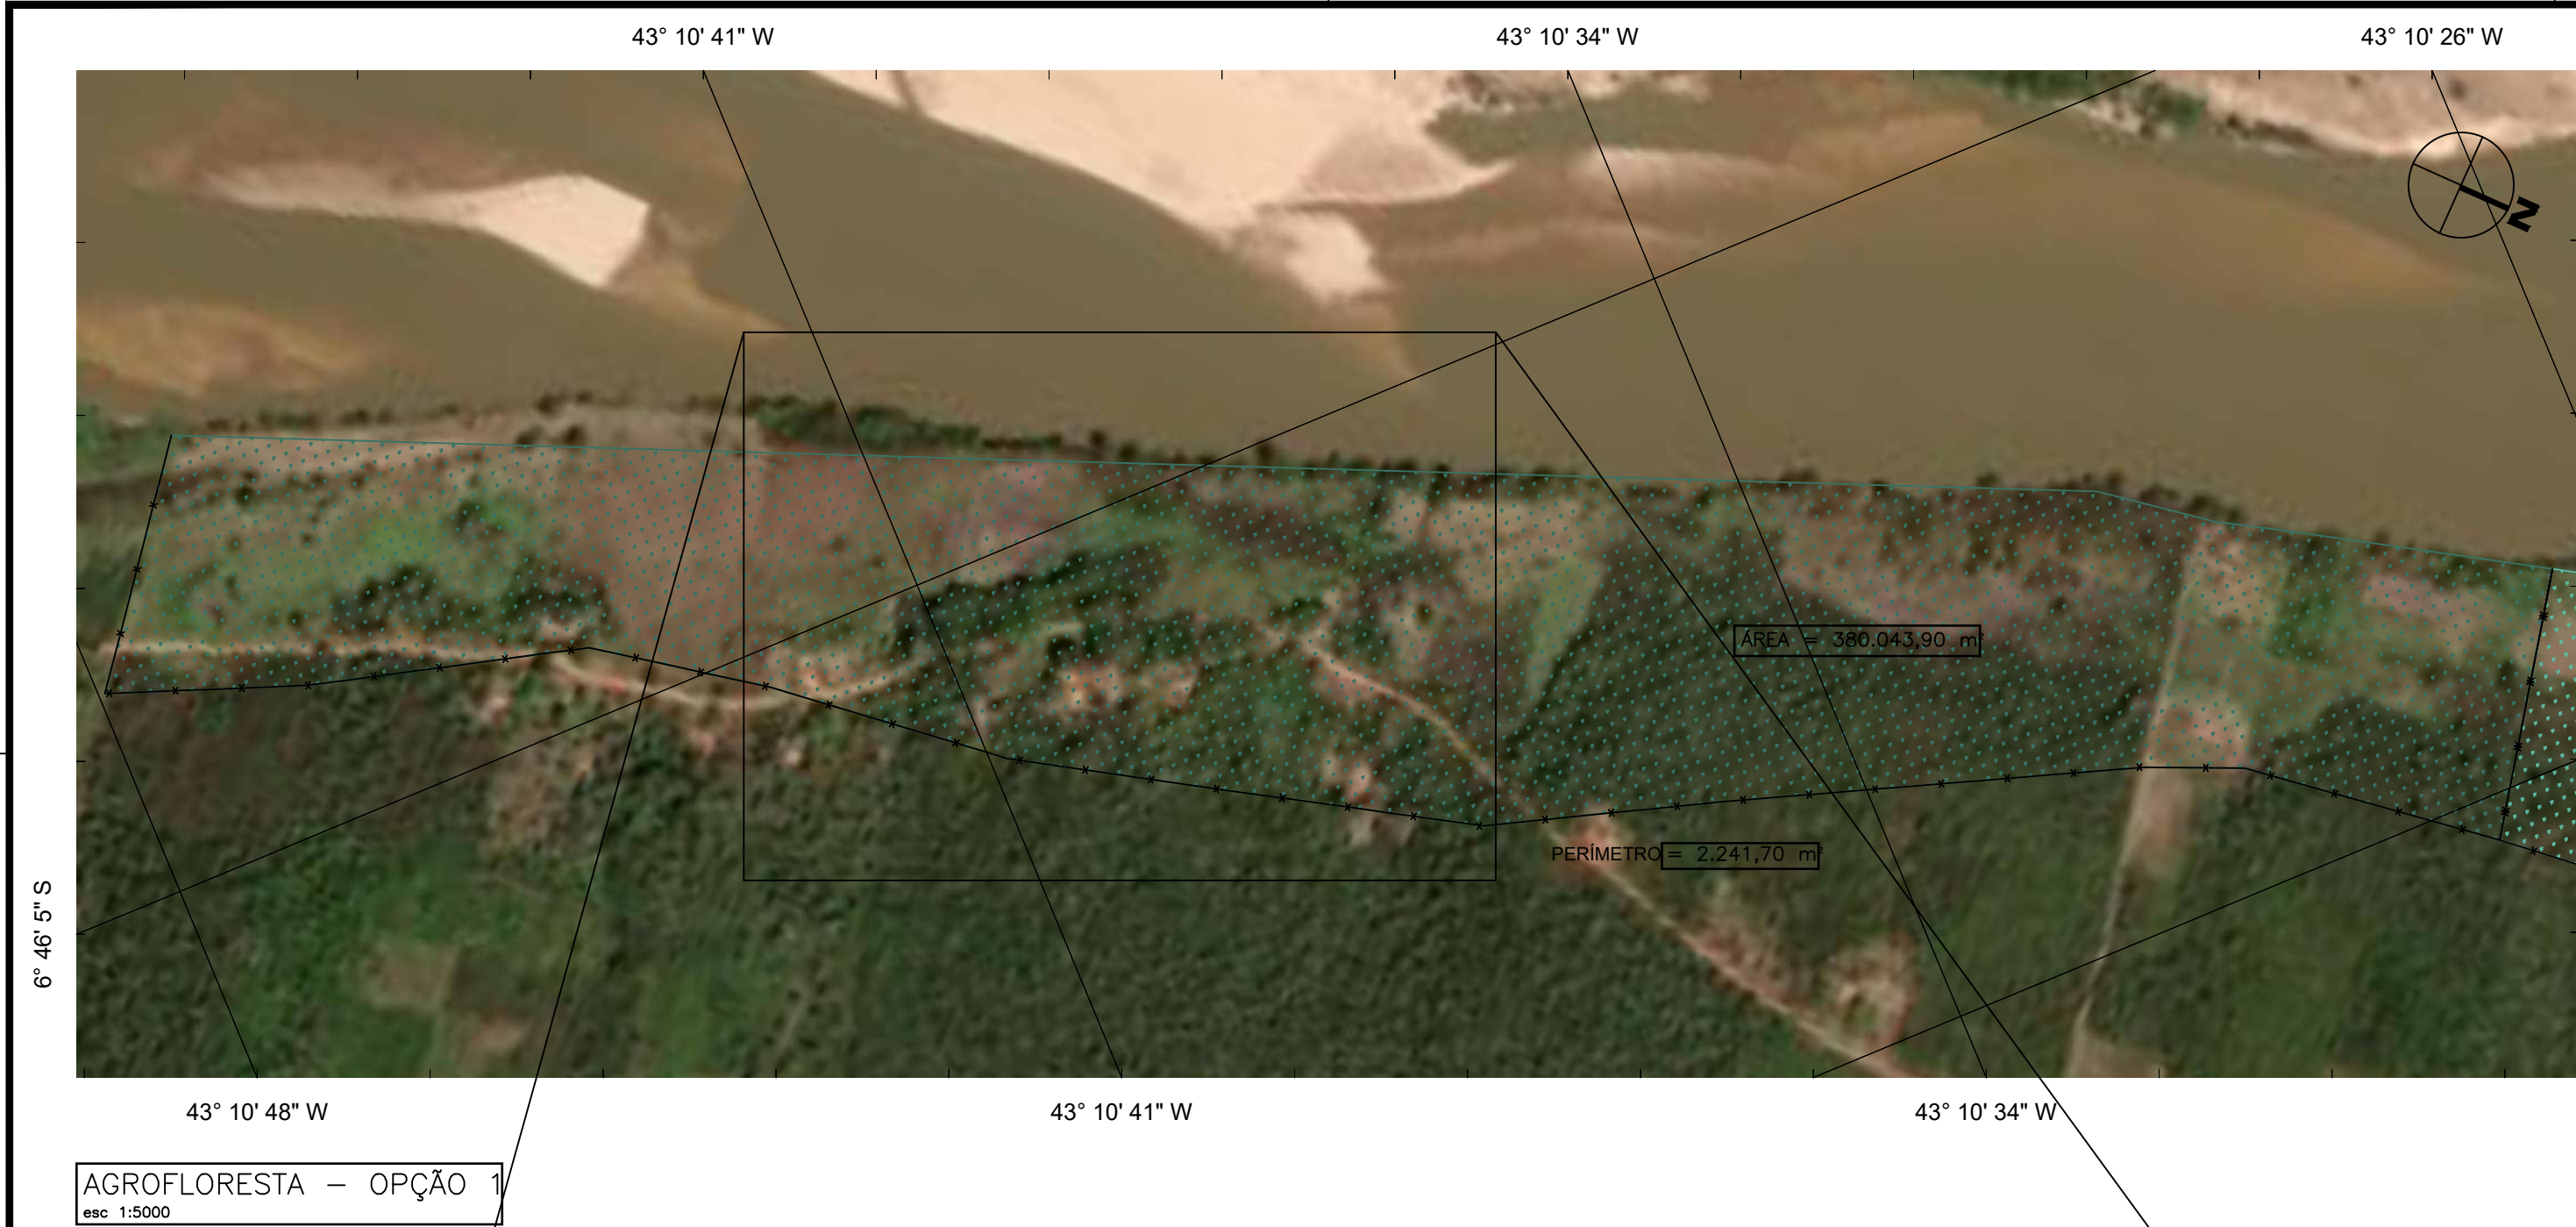 43° 10' 41" W
43° 10' 34" W
43° 10' 26" W
N
ÁREA = 380.043,90 m²
PERÍMETRO = 2.241,70 m²
6° 46' 5" S
43° 10' 48" W
43° 10' 41" W
43° 10' 34" W
AGROFLORESTA – OPÇÃO 1
esc 1:5000